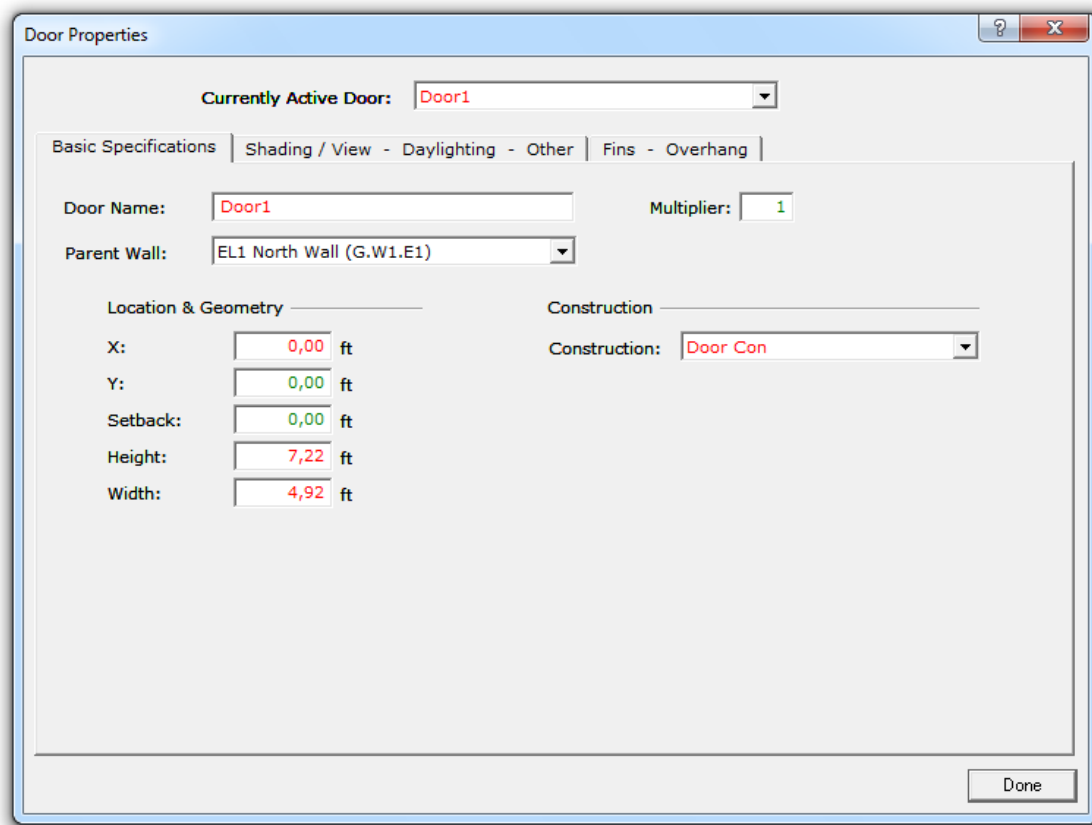 Door Properties
Currently Active Door: Door1
Basic Specifications Shading / View - Daylighting - Other Fins - Overhang
Door Name: Door1 Multiplier: 1
Parent Wall: EL1 North Wall (G.W1.E1)
Location & Geometry Construction
X: 0,00 ft Construction: Door Con
Y: 0,00 ft
Setback: 0,00 ft
Height: 7,22 ft
Width: 4,92 ft
Done